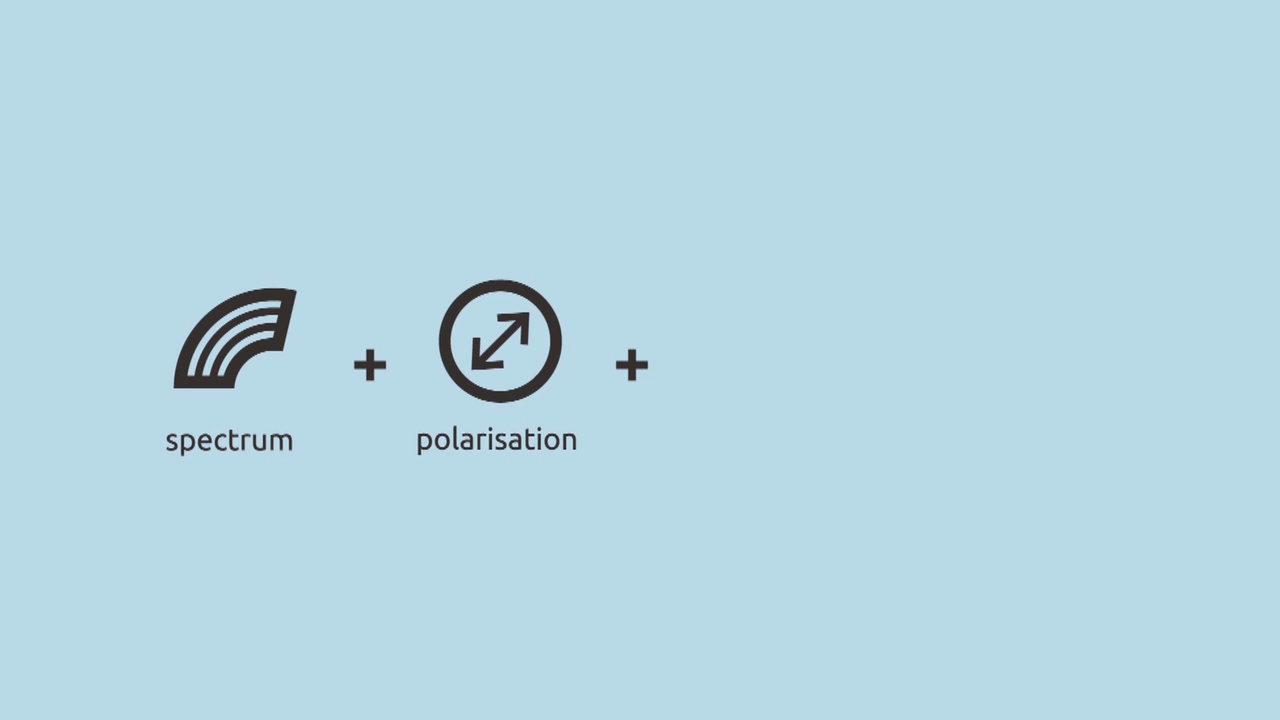 + +
spectrum polarisation